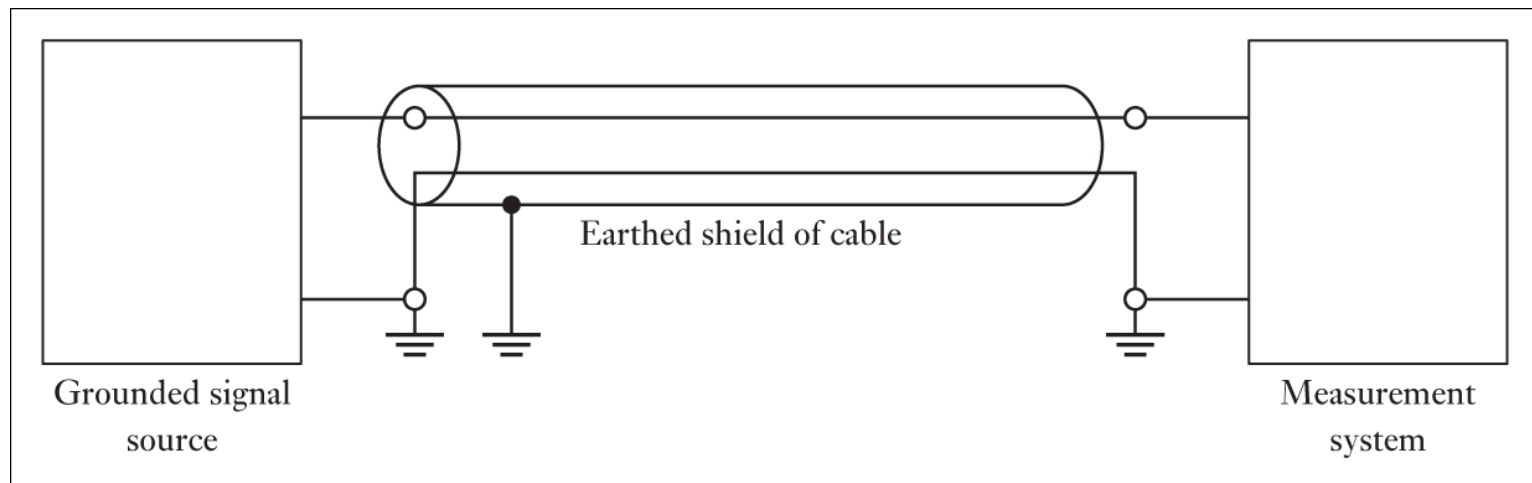 Earthed shield of cable
Grounded signal
source
Measurement
system